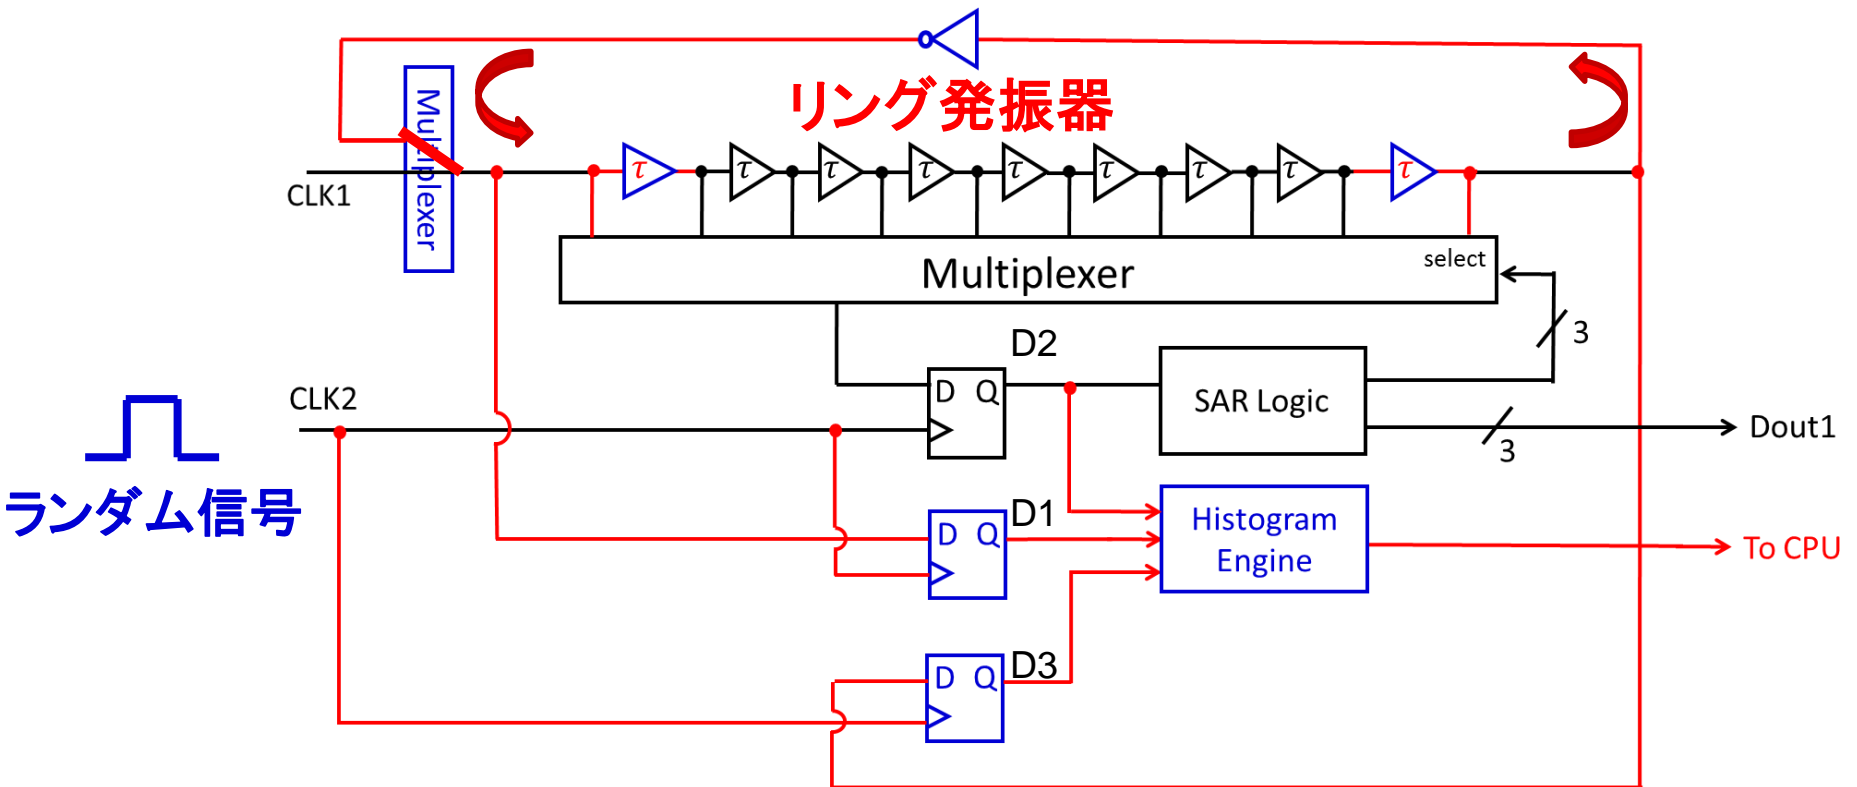 リング発振器
Multiplexer
CLK1
τ τ τ τ τ τ τ τ τ
select
Multiplexer
3
D2
CLK2
D Q
SAR Logic
3
Dout1
ランダム信号
D1
D Q
Histogram
Engine
To CPU
D3
D Q